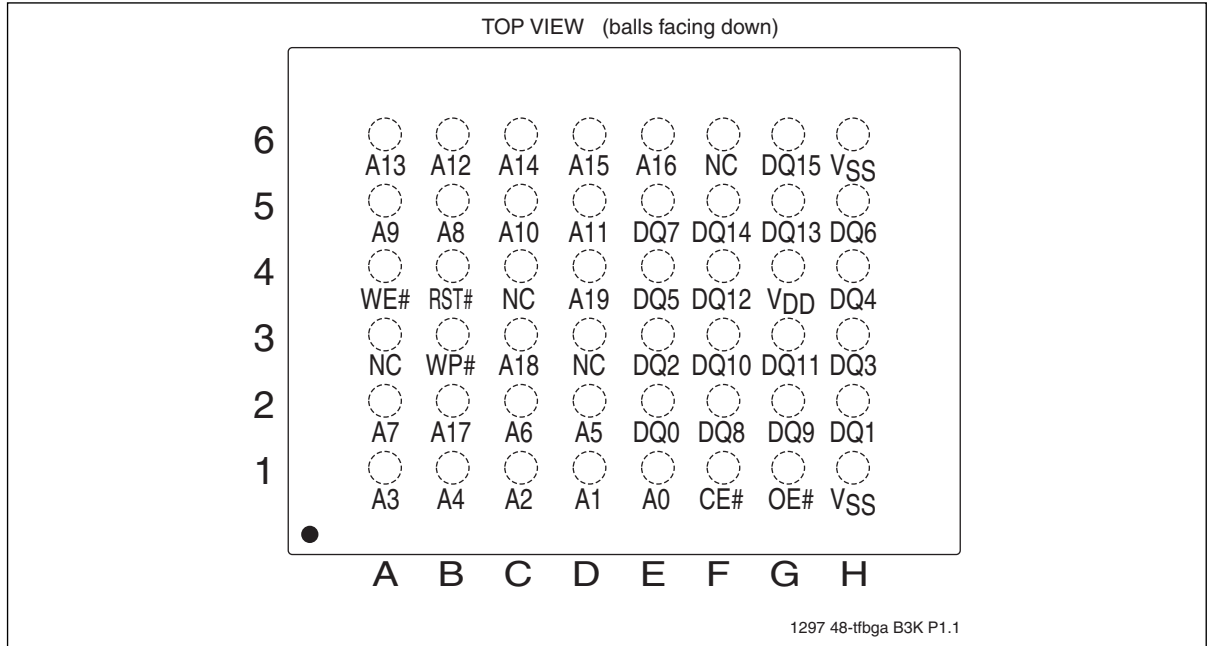 TOP VIEW (balls facing down)
6
A13 A12 A14 A15 A16 NC DQ15 VSS
5
A9 A8 A10 A11 DQ7 DQ14 DQ13 DQ6
4
WE# RST# NC A19 DQ5 DQ12 VDD DQ4
3
NC WP# A18 NC DQ2 DQ10 DQ11 DQ3
2
A7 A17 A6 A5 DQ0 DQ8 DQ9 DQ1
1
A3 A4 A2 A1 A0 CE# OE# VSS
A B C D E F G H
1297 48-tfbga B3K P1.1